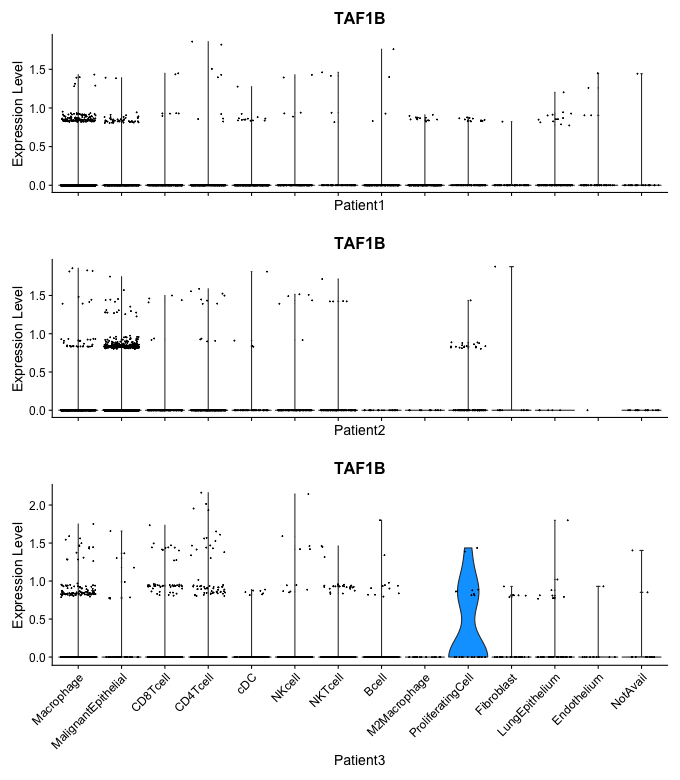 TAF1B
Expression Level
1.5
1.0
0.5
0.0
Patient1
TAF1B
Expression Level
1.5
1.0
0.5
0.0
Patient2
TAF1B
Expression Level
2.0
1.5
1.0
0.5
0.0
Macrophage
MalignantEpithelial
CD8Tcell
CD4Tcell
cDC
NKcell
NKTcell
Bcell
M2Macrophage
ProliferatingCell
Fibroblast
LungEpithelium
Endothelium
NotAvail
Patient3